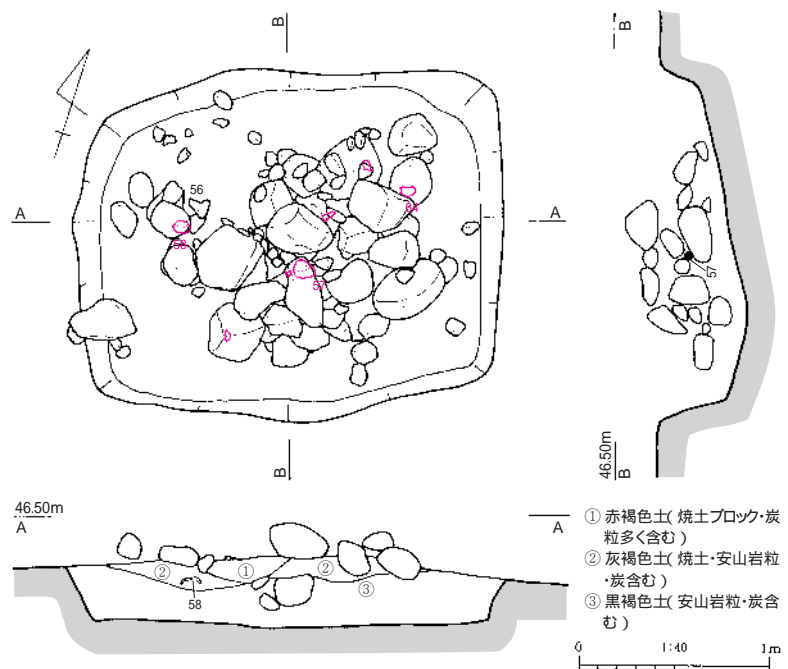 B
B
A
A
56
58
64
57
57
B
46.50m
B
46.50m
A
A
②
①
②
③
58
① 赤褐色土(焼土ブロック・炭
粒多く含む)
② 灰褐色土(焼土・安山岩粒
・炭含む)
③ 黒褐色土(安山岩粒・炭含
む)
0 1:40 1m